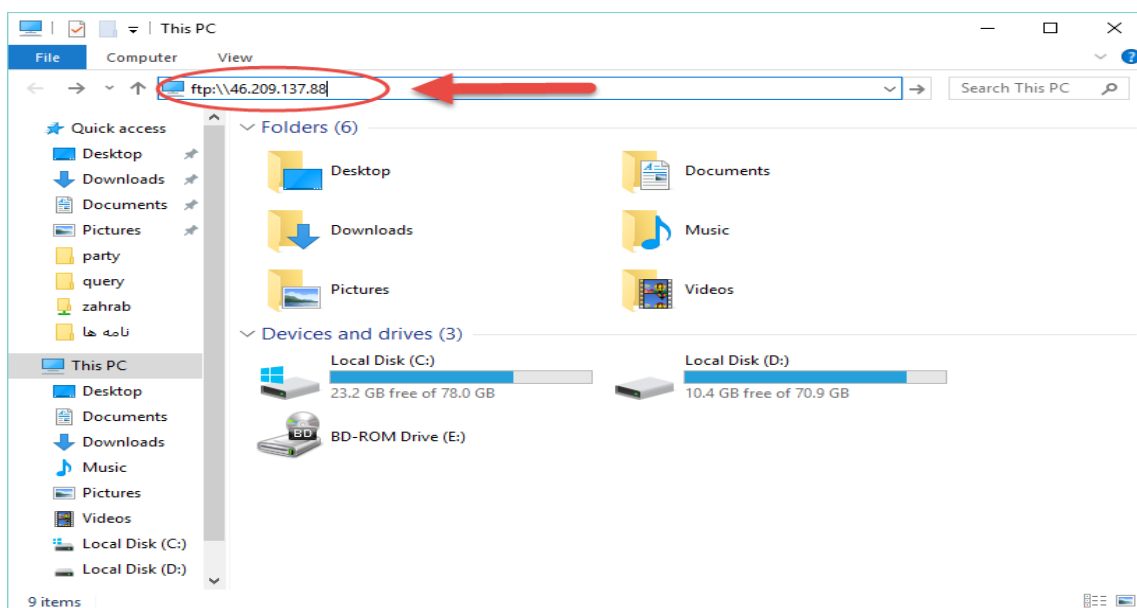 This PC
File Computer View
ftp:\\46.209.137.88
Search This PC
Quick access
Desktop
Downloads
Documents
Pictures
party
query
zahrab
نامه ها
This PC
Desktop
Documents
Downloads
Music
Pictures
Videos
Local Disk (C:)
Local Disk (D:)
Folders (6)
Desktop
Documents
Downloads
Music
Pictures
Videos
Devices and drives (3)
Local Disk (C:)
23.2 GB free of 78.0 GB
Local Disk (D:)
10.4 GB free of 70.9 GB
BD
BD-ROM Drive (E:)
9 items